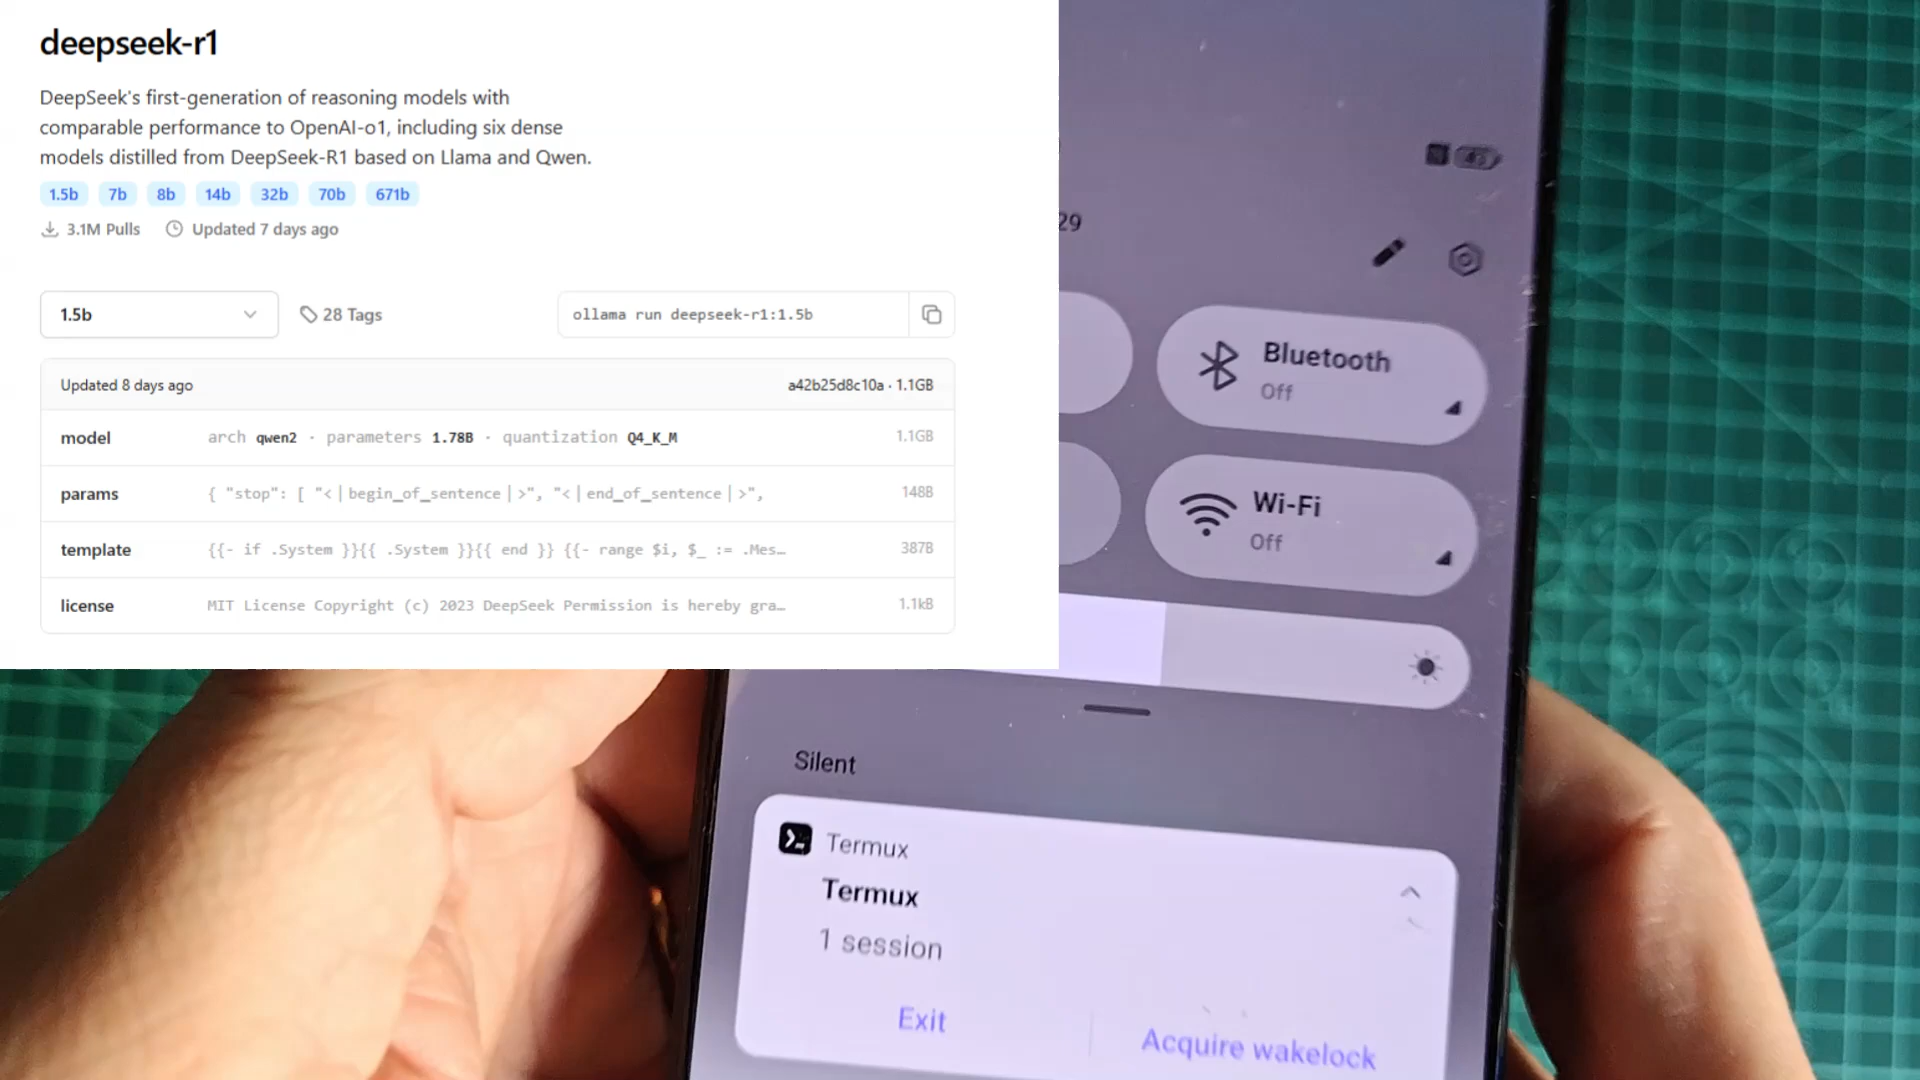 deepseek-r1
DeepSeek's first-generation of reasoning models with
comparable performance to OpenAI-o1, including six dense
models distilled from DeepSeek-R1 based on Llama and Qwen.
1.5b 7b 8b 14b 32b 70b 671b
3.1M Pulls Updated 7 days ago
1.5b 28 Tags ollama run deepseek-r1:1.5b
Updated 8 days ago a42b25d8c10a · 1.1GB
model arch qwen2 · parameters 1.78B · quantization Q4_K_M 1.1GB
params { "stop": [ "<|begin_of_sentence|>", "<|end_of_sentence|>", 148B
template {{- if .System }}{{ .System }}{{ end }} {{- range $i, $_ := .Mes… 387B
license MIT License Copyright (c) 2023 DeepSeek Permission is hereby gra… 1.1kB
29
Bluetooth
Off
Wi-Fi
Off
Silent
Termux
Termux
1 session
Exit Acquire wakelock